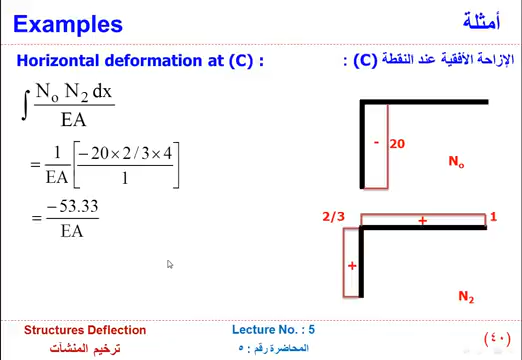 Examples
أمثلة
Horizontal deformation at (C) :
الإزاحة الأفقية عند النقطة (C) :
∫ Nₒ N₂ dx / EA
= 1/EA [ −20×2/3×4 / 1 ]
= −53.33 / EA
- 20
Nₒ
2/3 + 1
+
N₂
Structures Deflection
Lecture No. : 5
ترخيم المنشآت
المحاضرة رقم : ٥
(٤٠)